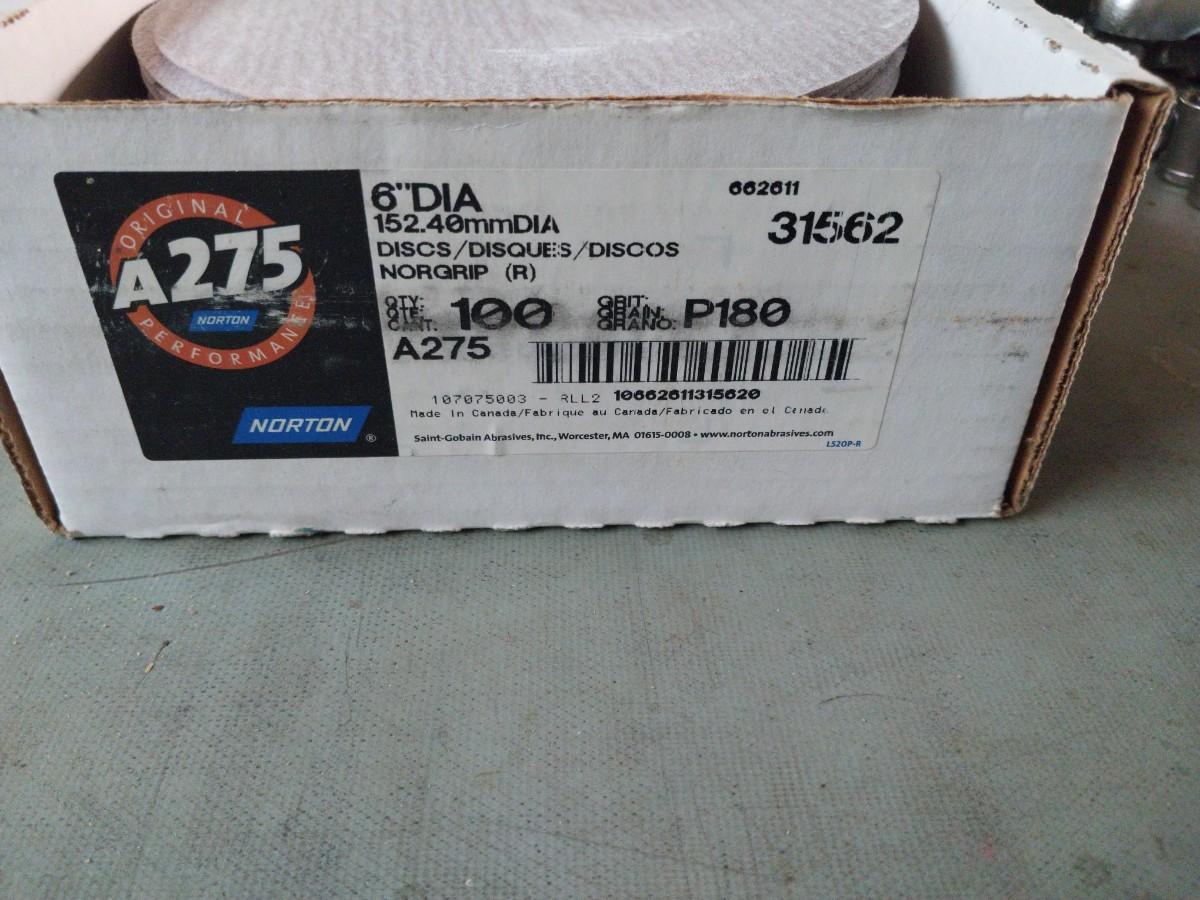 ORIGINAL
A275
NORTON
PERFORMANCE!
NORTON®
6"DIA
152.40mmDIA
DISCS/DISQUES/DISCOS
NORGRIP (R)
662611
31562
QTY:
QTE:
CANT:
100
GRIT:
GRAIN:
GRANO:
P180
A275
107075003 - RLL2 10662611315620
Made In Canada/Fabrique au Canada/Fabricado en el Canada
Saint-Gobain Abrasives, Inc., Worcester, MA 01615-0008 • www.nortonabrasives.com
L520P-R